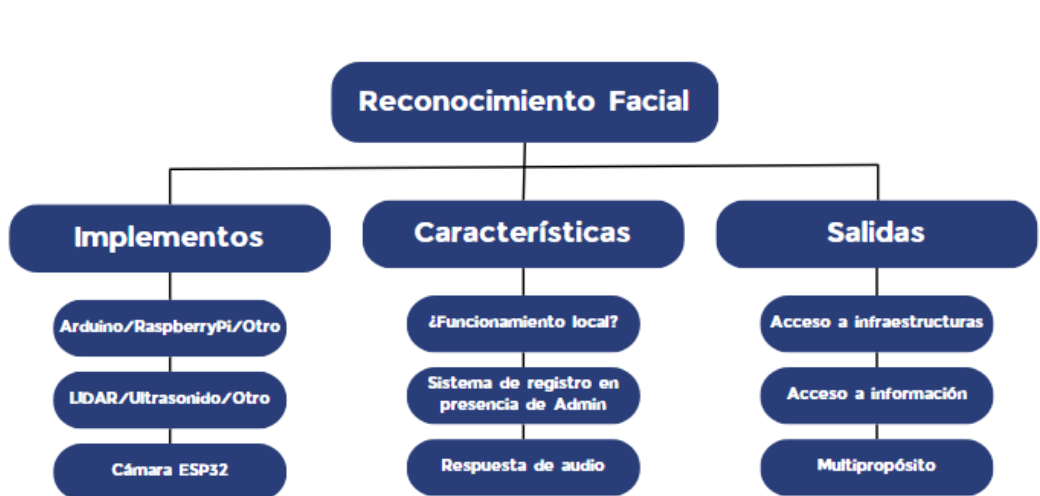 Reconocimiento Facial
Implementos
Características
Salidas
Arduino/RaspberryPi/Otro
¿Funcionamiento local?
Acceso a infraestructuras
LIDAR/Ultrasonido/Otro
Sistema de registro en
presencia de Admin
Acceso a información
Cámara ESP32
Respuesta de audio
Multipropósito